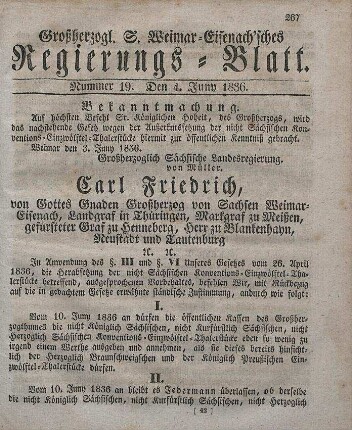 267
Großherzogl. S. Weimar-Eisenach'sches
Regierungs-Blatt.
Nummer 19. Den 4. Juny 1836.
Bekanntmachung.
Auf höchsten Befehl Sr. Königlichen Hoheit, des Großherzogs, wird
das nachstehende Gesetz wegen der Außerkurssetzung der nicht Sächsischen Kon-
ventions-Einzwölftel-Thalerstücke hiermit zur öffentlichen Kenntniß gebracht.
Weimar den 3. Juny 1836.
Großherzoglich Sächsische Landesregierung.
von Müller.
Carl Friedrich,
von Gottes Gnaden Großherzog von Sachsen Weimar-
Eisenach, Landgraf in Thüringen, Markgraf zu Meißen,
gefürsteter Graf zu Henneberg, Herr zu Blankenhayn,
Neustadt und Tautenburg
ꝛc. ꝛc.
In Anwendung des §. III und §. VI Unseres Gesetzes vom 26. April
1836, die Herabsetzung der nicht Sächsischen Konventions-Einzwölftel-Tha-
lerstücke betreffend, ausgesprochenen Vorbehaltes, befehlen Wir, mit Rückbezug
auf die in gedachtem Gesetze erwähnte ständische Zustimmung, andurch wie folgt:
I.
Vom 10. Juny 1836 an dürfen die öffentlichen Kassen des Großher-
zogthumes die nicht Königlich Sächsischen, nicht Kurfürstlich Sächsischen, nicht
Herzoglich Sächsischen Konventions-Einzwölftel-Thalerstücke eben so wenig zu
irgend einem Werthe ausgeben und annehmen, als sie dieses bereits hinsicht-
lich der Herzoglich Braunschweigischen und der Königlich Preußischen Ein-
zwölftel-Thalerstücke dürfen.
II.
Vom 10. Juny 1836 an bleibt es Jedermann überlassen, ob derselbe
die nicht Königlich Sächsischen, nicht Kurfürstlich Sächsischen, nicht Herzoglich
[ 42 ]